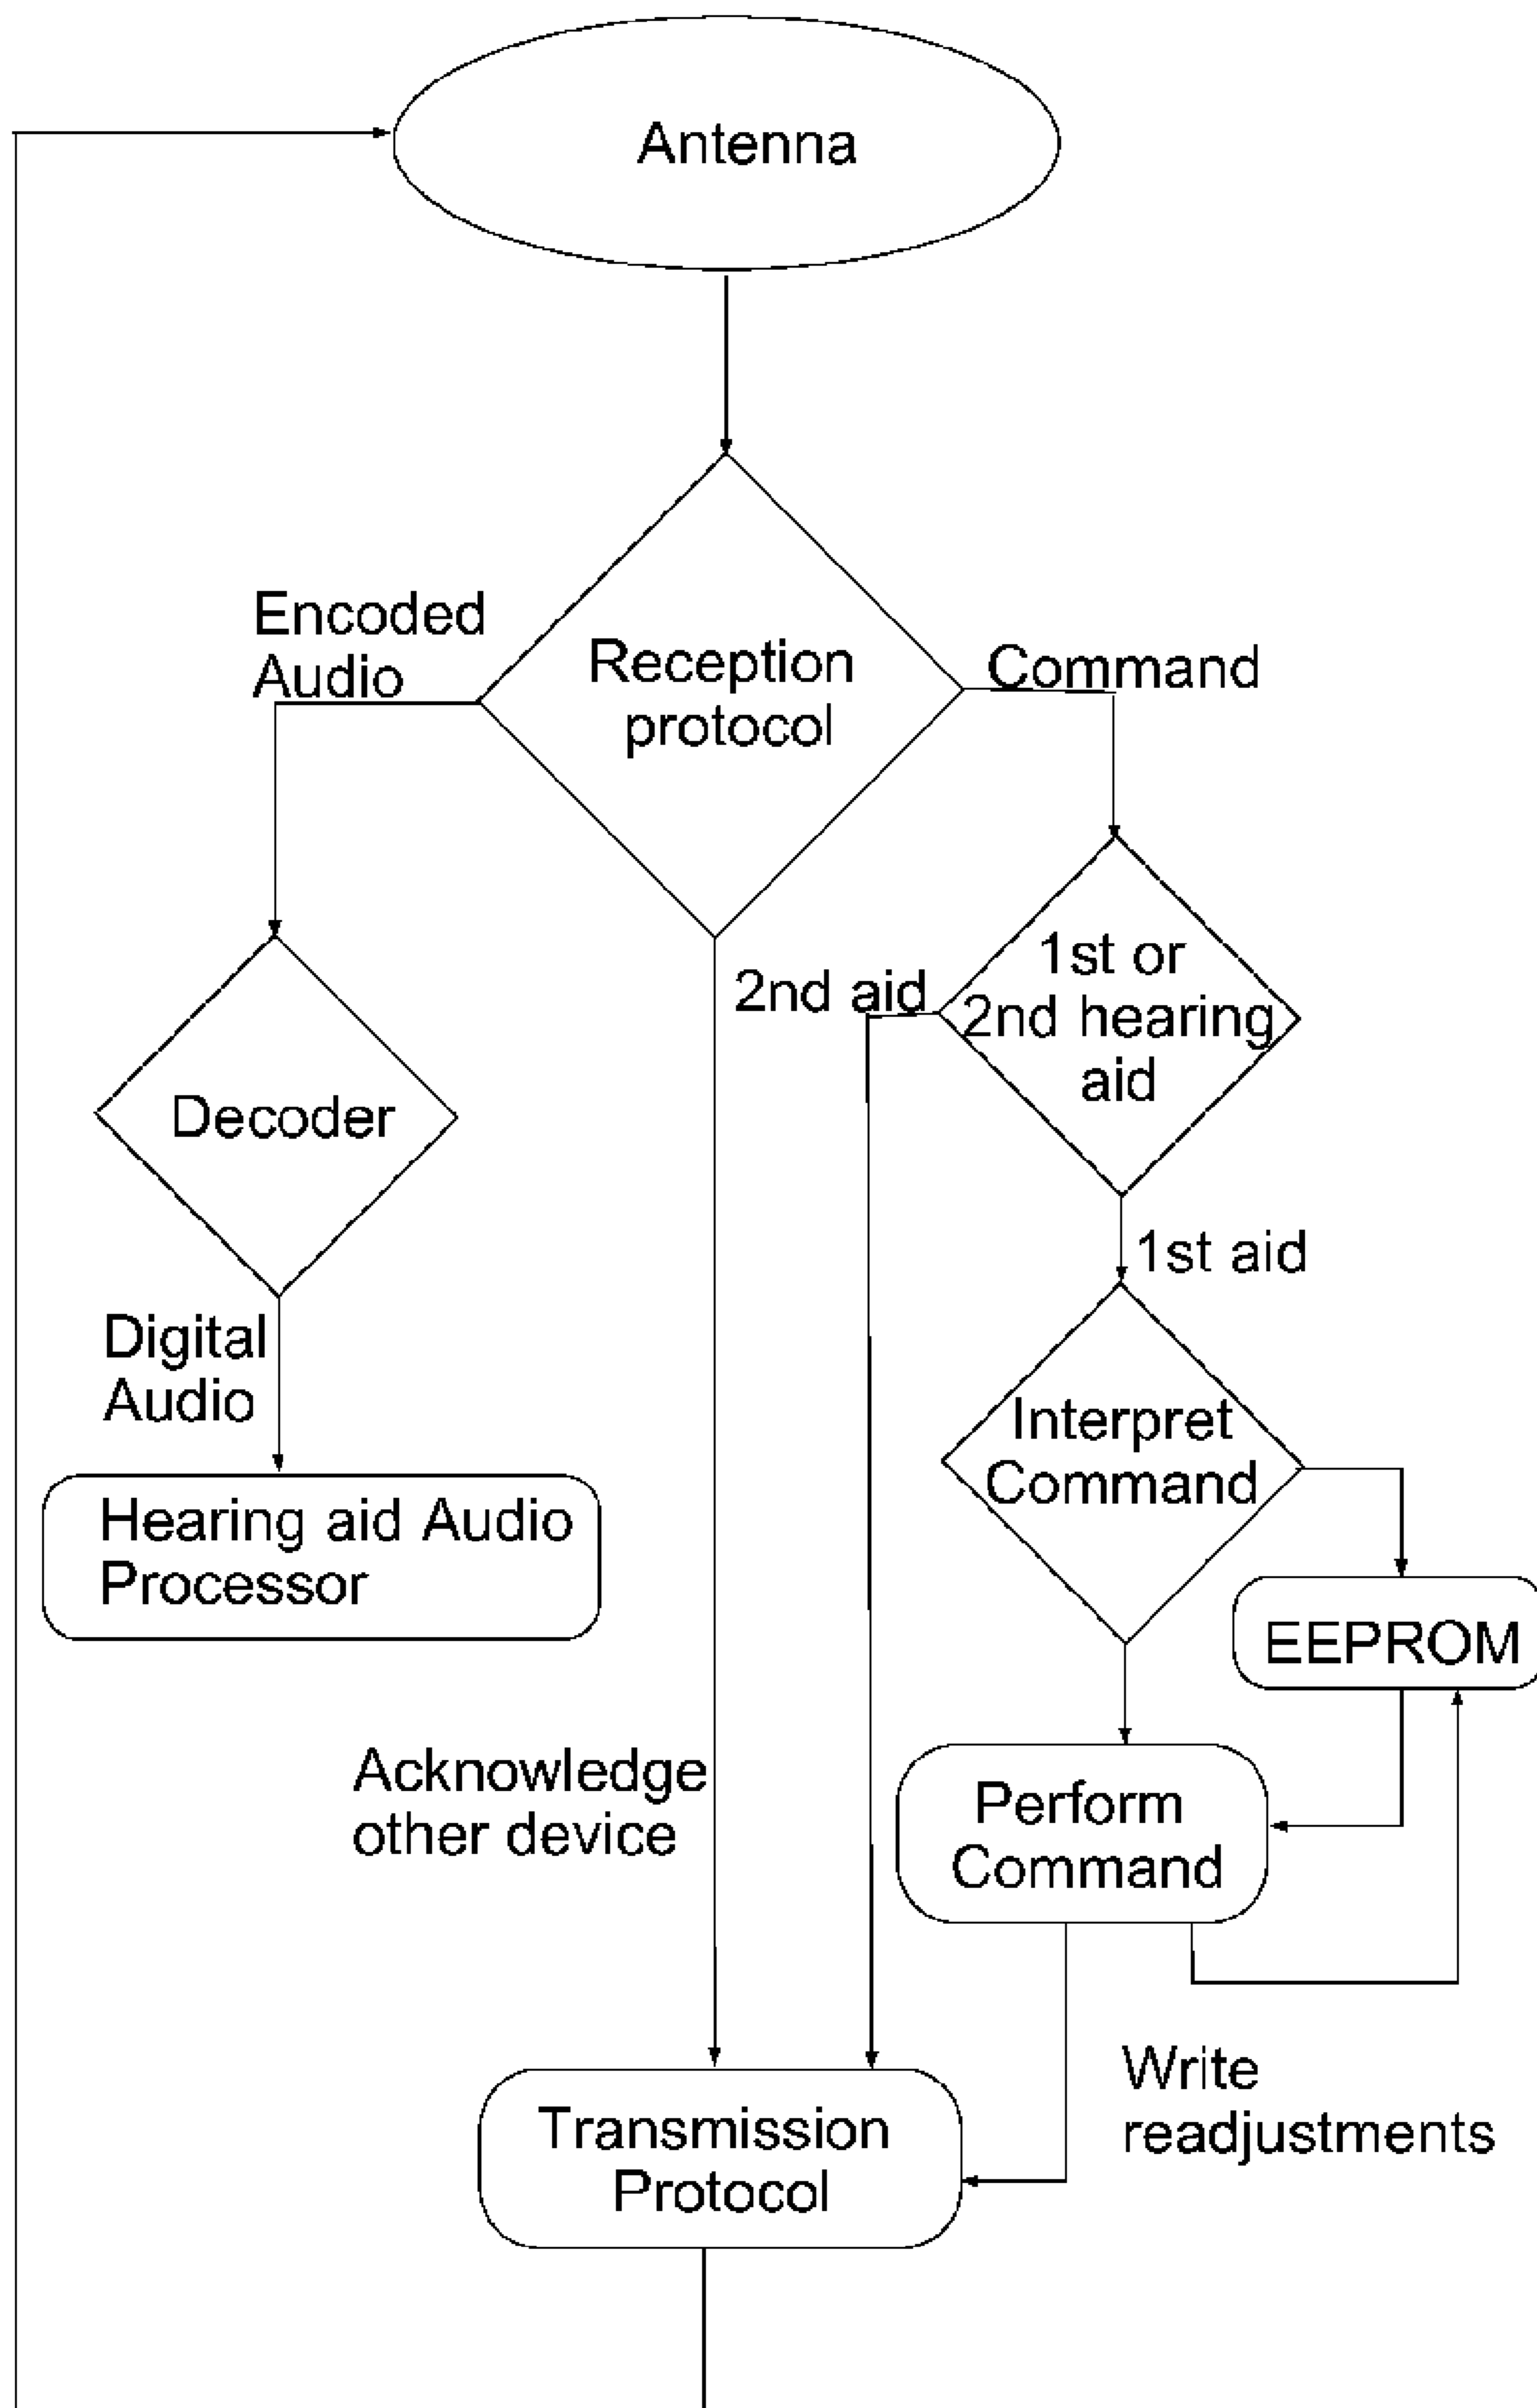 Antenna
Encoded
Audio
Reception
protocol
Command
2nd aid
1st or
2nd hearing
aid
Decoder
1st aid
Digital
Audio
Interpret
Command
Hearing aid Audio
Processor
EEPROM
Acknowledge
other device
Perform
Command
Write
readjustments
Transmission
Protocol